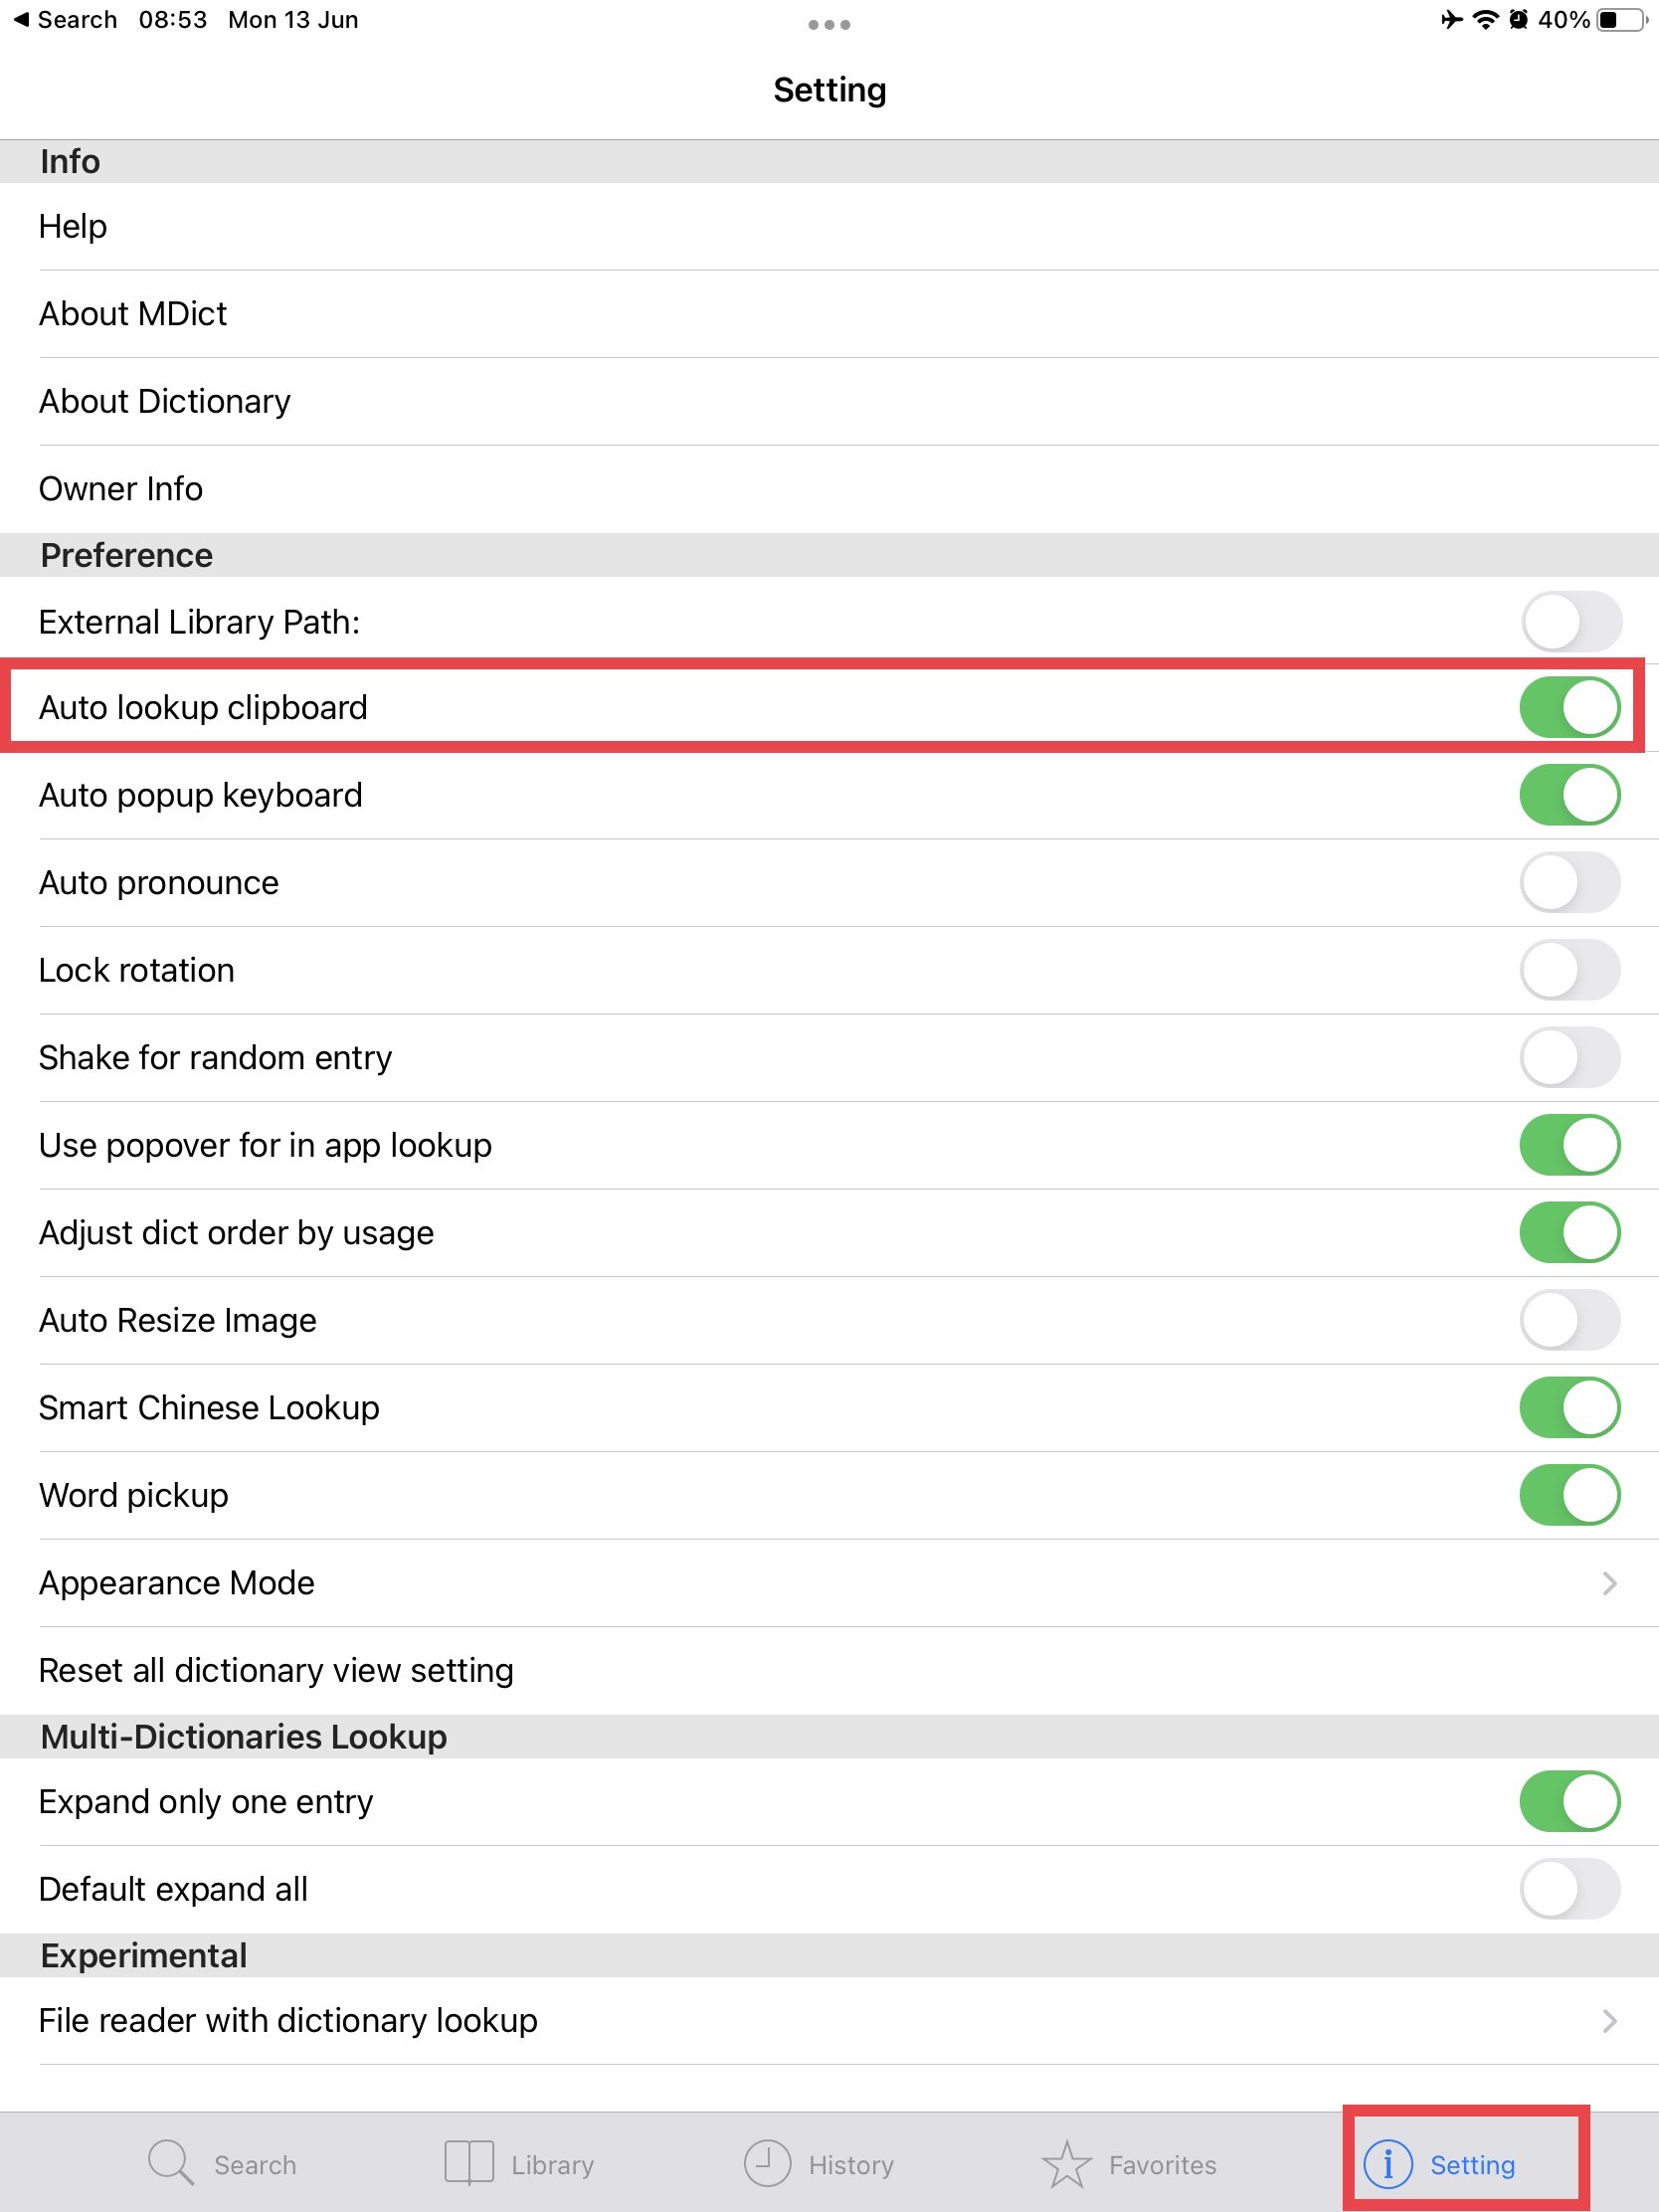 Search 08:53 Mon 13 Jun 40%
Setting
Info
Help
About MDict
About Dictionary
Owner Info
Preference
External Library Path:
Auto lookup clipboard
Auto popup keyboard
Auto pronounce
Lock rotation
Shake for random entry
Use popover for in app lookup
Adjust dict order by usage
Auto Resize Image
Smart Chinese Lookup
Word pickup
Appearance Mode
Reset all dictionary view setting
Multi-Dictionaries Lookup
Expand only one entry
Default expand all
Experimental
File reader with dictionary lookup
Search Library History Favorites Setting